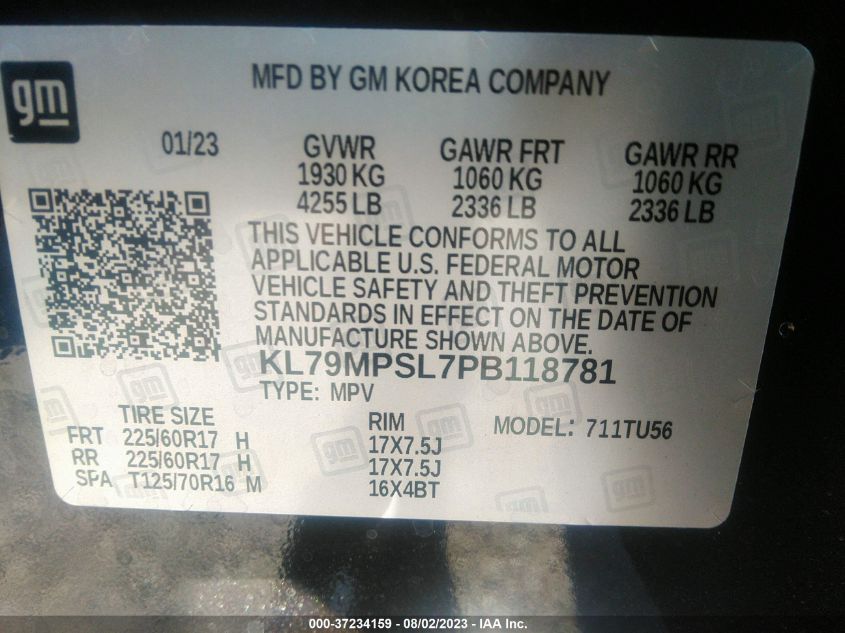 gm
MFD BY GM KOREA COMPANY
01/23 GVWR GAWR FRT GAWR RR
1930 KG 1060 KG 1060 KG
4255 LB 2336 LB 2336 LB
THIS VEHICLE CONFORMS TO ALL
APPLICABLE U.S. FEDERAL MOTOR
VEHICLE SAFETY AND THEFT PREVENTION
STANDARDS IN EFFECT ON THE DATE OF
MANUFACTURE SHOWN ABOVE.
KL79MPSL7PB118781
TYPE: MPV
TIRE SIZE RIM MODEL: 711TU56
FRT 225/60R17 H 17X7.5J
RR 225/60R17 H 17X7.5J
SPA T125/70R16 M 16X4BT
000-37234159 - 08/02/2023 - IAA Inc.